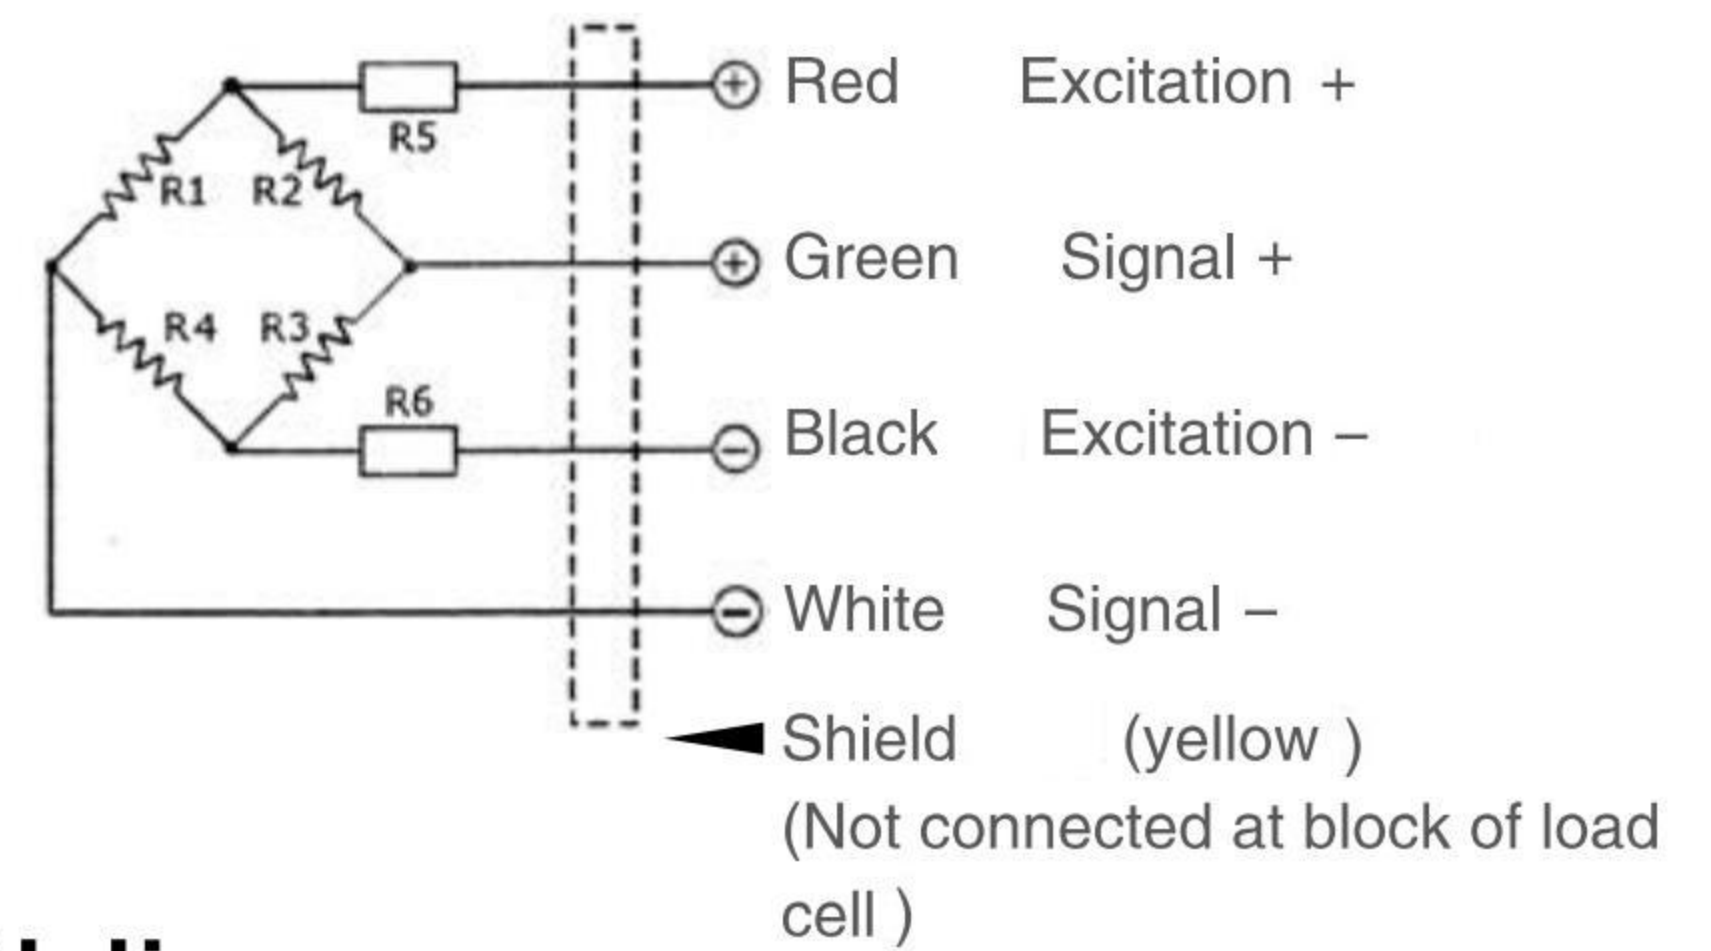 Red Excitation +
R5
R1 R2
Green Signal +
R4 R3
R6
Black Excitation –
White Signal –
Shield (yellow )
(Not connected at block of load
cell )